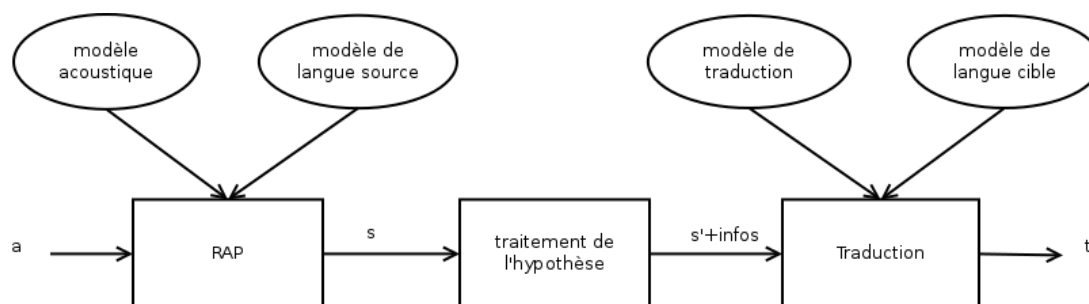 modèle
acoustique
modèle de
langue source
modèle de
traduction
modèle de
langue cible
a
RAP
s
traitement de
l'hypothèse
s'+infos
Traduction
t